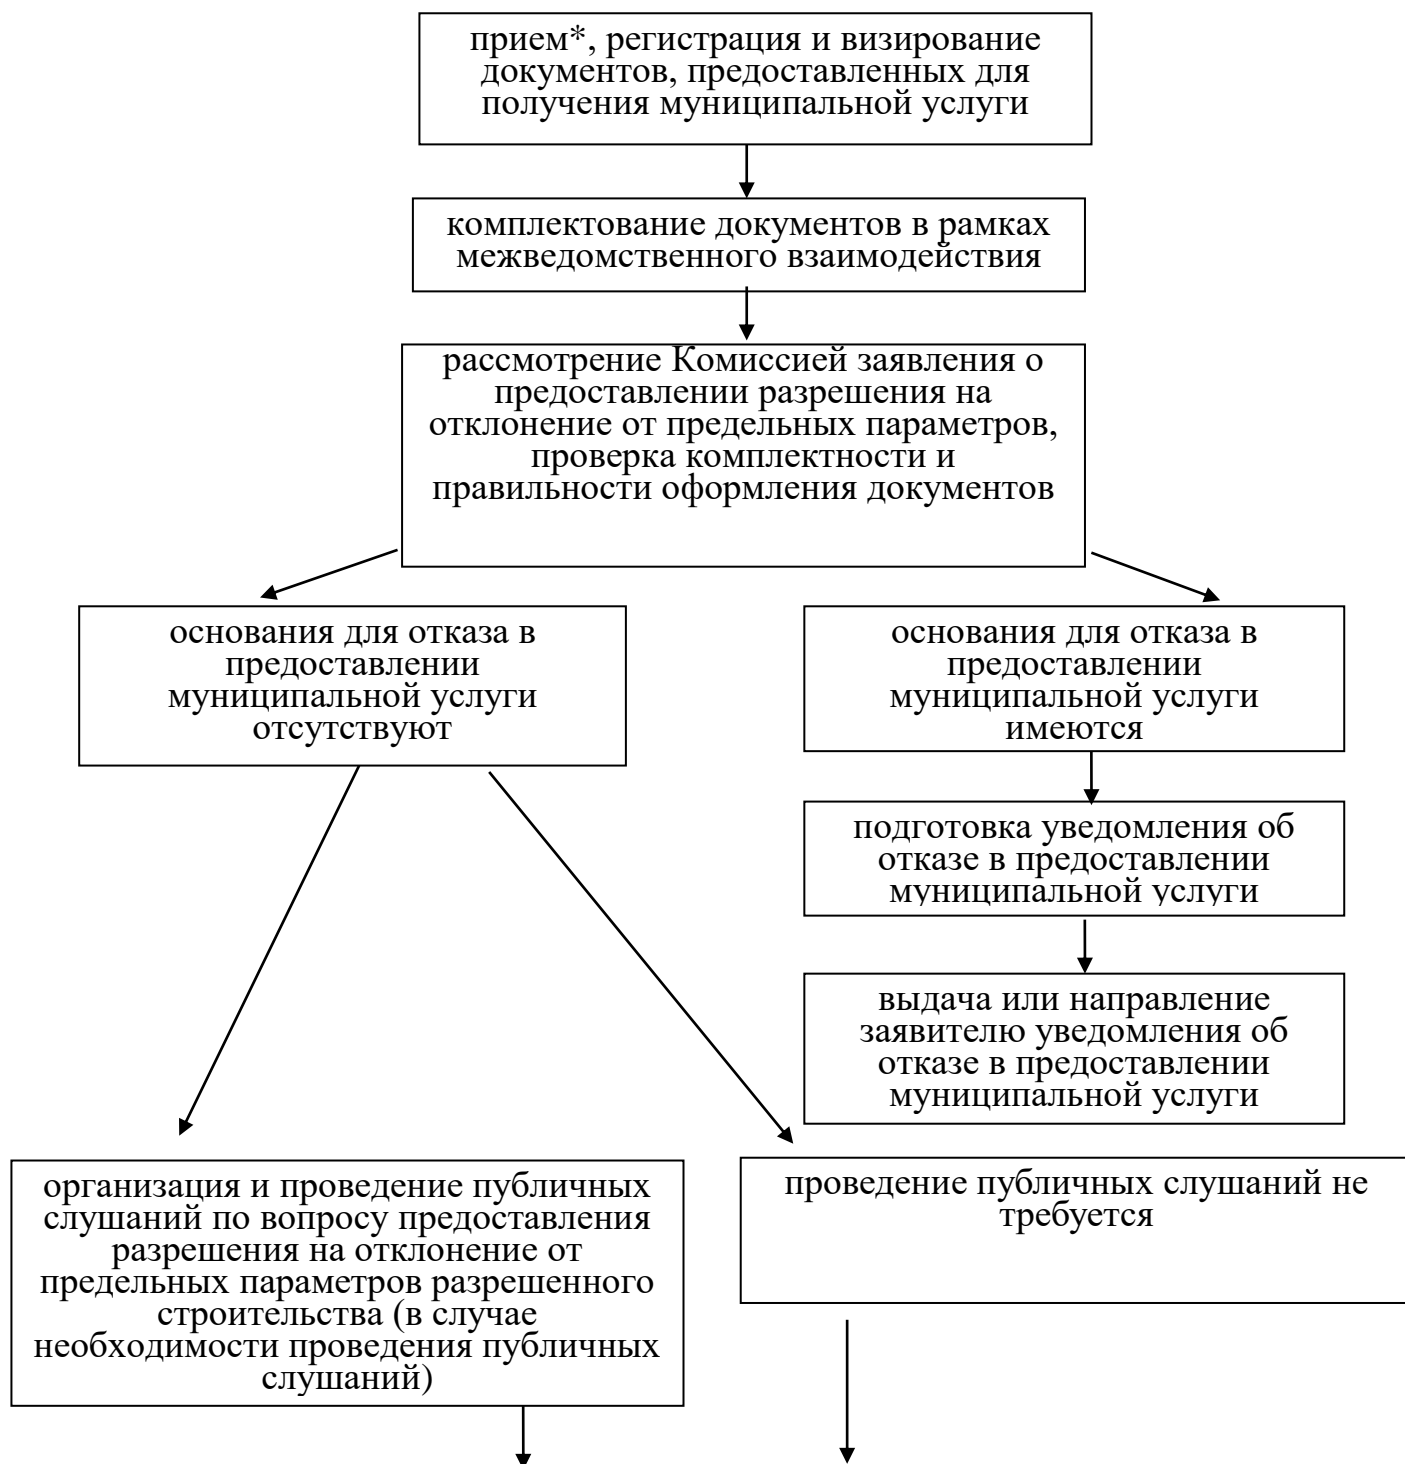 прием*, регистрация и визирование
документов, предоставленных для
получения муниципальной услуги
комплектование документов в рамках
межведомственного взаимодействия
рассмотрение Комиссией заявления о
предоставлении разрешения на
отклонение от предельных параметров,
проверка комплектности и
правильности оформления документов
основания для отказа в
предоставлении
муниципальной услуги
отсутствуют
основания для отказа в
предоставлении
муниципальной услуги
имеются
подготовка уведомления об
отказе в предоставлении
муниципальной услуги
выдача или направление
заявителю уведомления об
отказе в предоставлении
муниципальной услуги
организация и проведение публичных
слушаний по вопросу предоставления
разрешения на отклонение от
предельных параметров разрешенного
строительства (в случае
необходимости проведения публичных
слушаний)
проведение публичных слушаний не
требуется